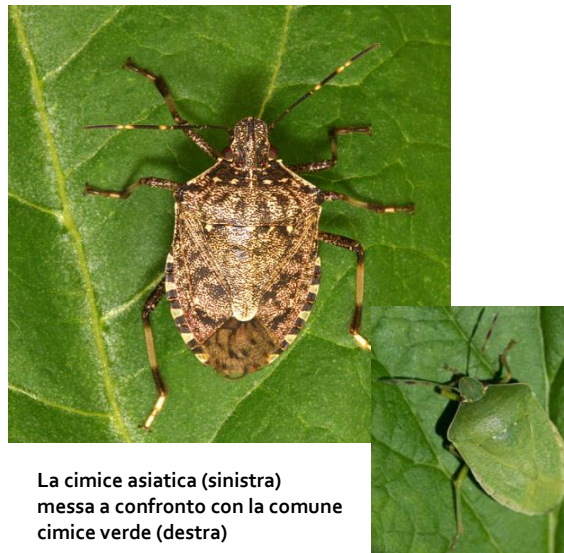 La cimice asiatica (sinistra)
messa a confronto con la comune
cimice verde (destra)